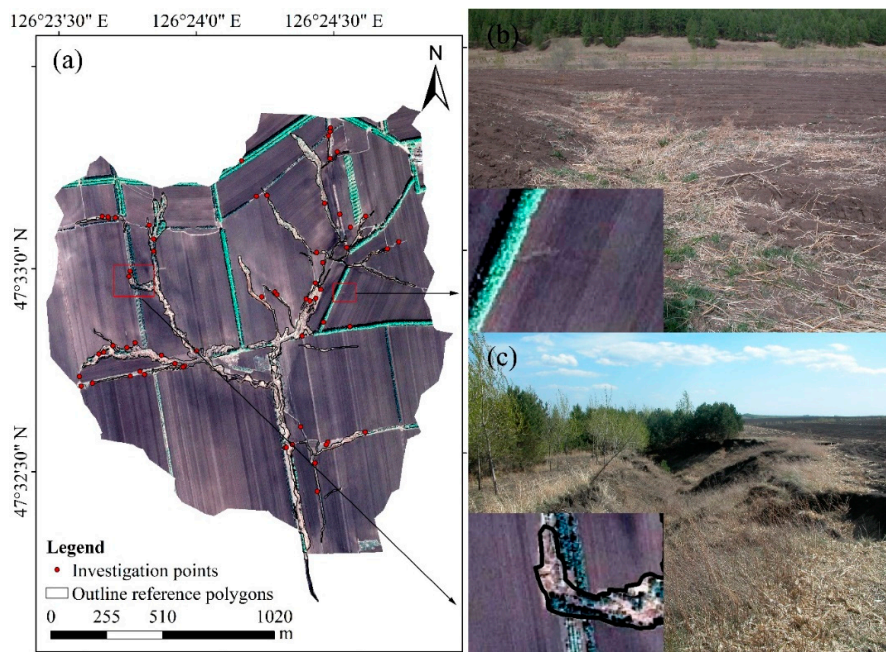 126°23'30" E 126°24'0" E 126°24'30" E
(a)
N
47°33'0" N
47°32'30" N
Legend
Investigation points
Outline reference polygons
0 255 510 1020
m
(b)
(c)